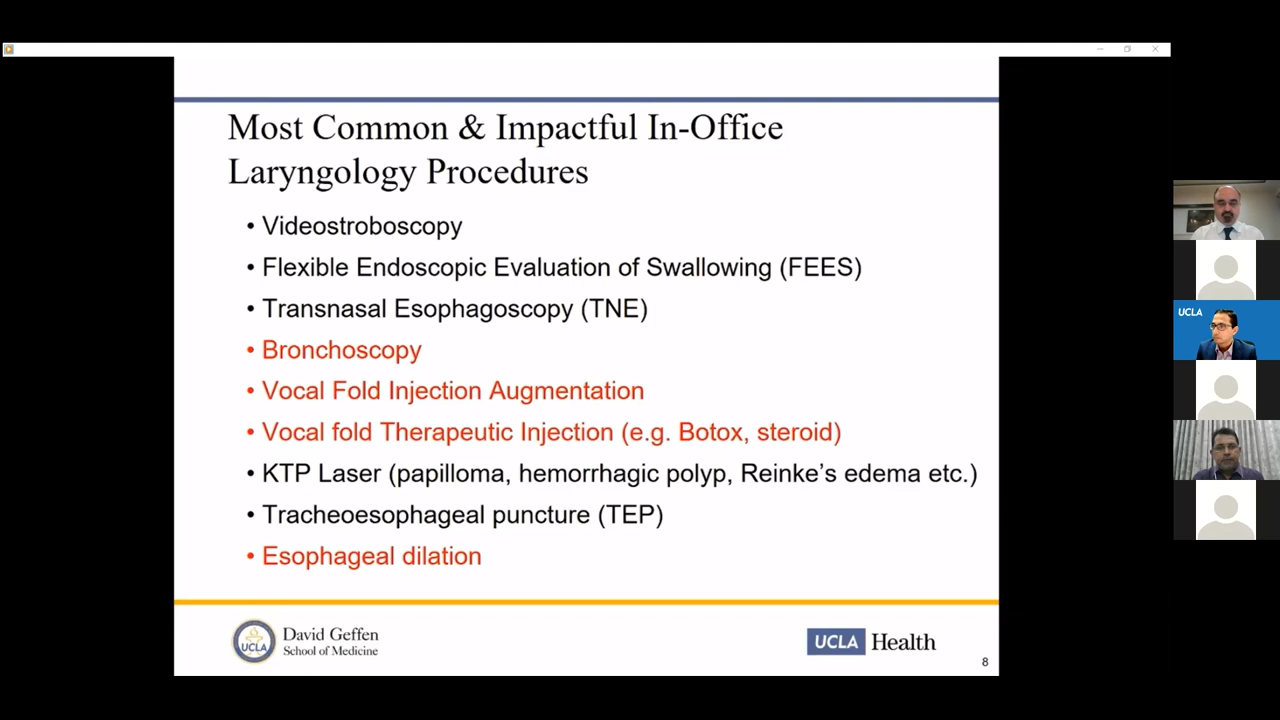 Most Common & Impactful In-Office
Laryngology Procedures
• Videostroboscopy
• Flexible Endoscopic Evaluation of Swallowing (FEES)
• Transnasal Esophagoscopy (TNE)
• Bronchoscopy
• Vocal Fold Injection Augmentation
• Vocal fold Therapeutic Injection (e.g. Botox, steroid)
• KTP Laser (papilloma, hemorrhagic polyp, Reinke's edema etc.)
• Tracheoesophageal puncture (TEP)
• Esophageal dilation
UCLA
David Geffen
School of Medicine
UCLA Health
8
UCLA